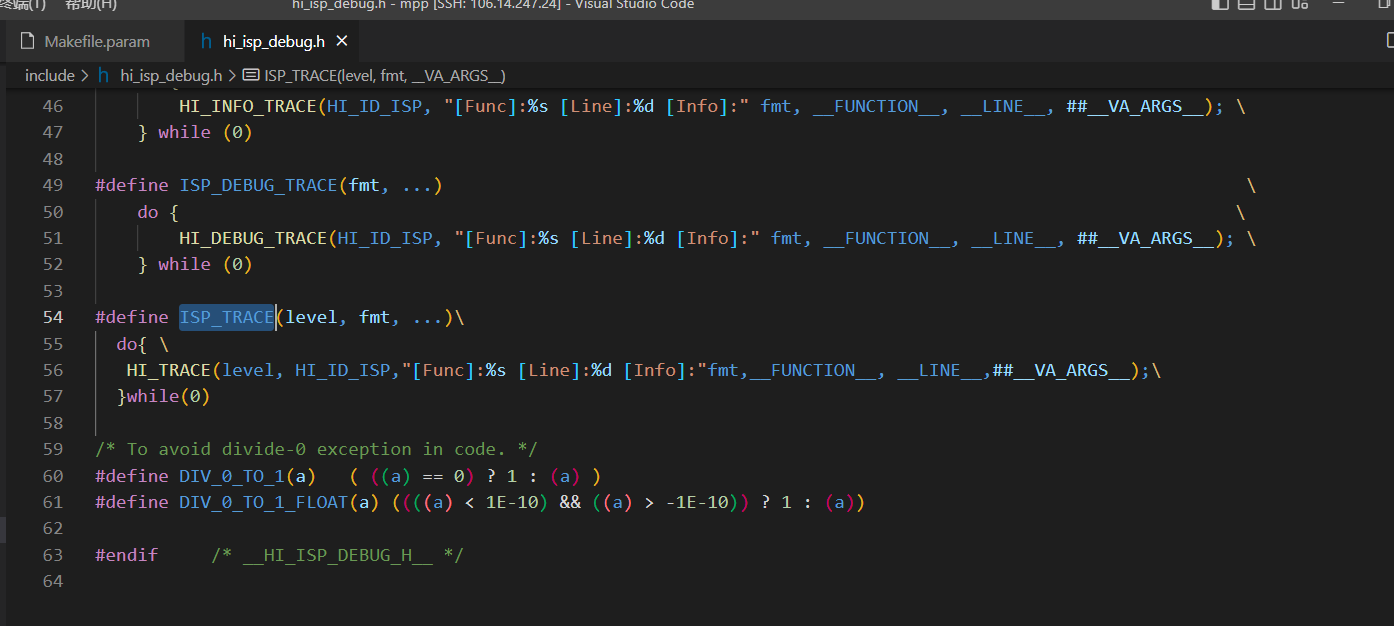 终端(T) 帮助(H) hi_isp_debug.h - mpp [SSH: 106.14.247.24] - Visual Studio Code
Makefile.param h hi_isp_debug.h ×
include > h hi_isp_debug.h > ISP_TRACE(level, fmt, __VA_ARGS__)
46 HI_INFO_TRACE(HI_ID_ISP, "[Func]:%s [Line]:%d [Info]:" fmt, __FUNCTION__, __LINE__, ##__VA_ARGS__); \
47 } while (0)
48
49 #define ISP_DEBUG_TRACE(fmt, ...) \
50 do { \
51 HI_DEBUG_TRACE(HI_ID_ISP, "[Func]:%s [Line]:%d [Info]:" fmt, __FUNCTION__, __LINE__, ##__VA_ARGS__); \
52 } while (0)
53
54 #define ISP_TRACE(level, fmt, ...)\
55 do{ \
56 HI_TRACE(level, HI_ID_ISP,"[Func]:%s [Line]:%d [Info]:"fmt,__FUNCTION__, __LINE__,##__VA_ARGS__);\
57 }while(0)
58
59 /* To avoid divide-0 exception in code. */
60 #define DIV_0_TO_1(a) ( ((a) == 0) ? 1 : (a) )
61 #define DIV_0_TO_1_FLOAT(a) ((((a) < 1E-10) && ((a) > -1E-10)) ? 1 : (a))
62
63 #endif /* __HI_ISP_DEBUG_H__ */
64